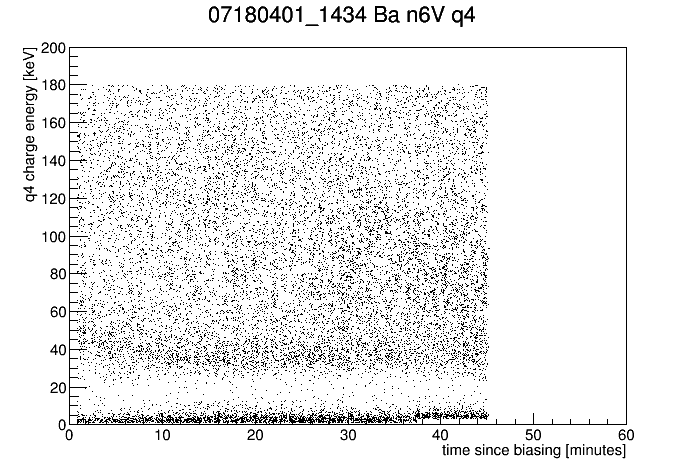 07180401_1434 Ba n6V q4
q4 charge energy [keV]
200
180
160
140
120
100
80
60
40
20
0
0 10 20 30 40 50 60
time since biasing [minutes]